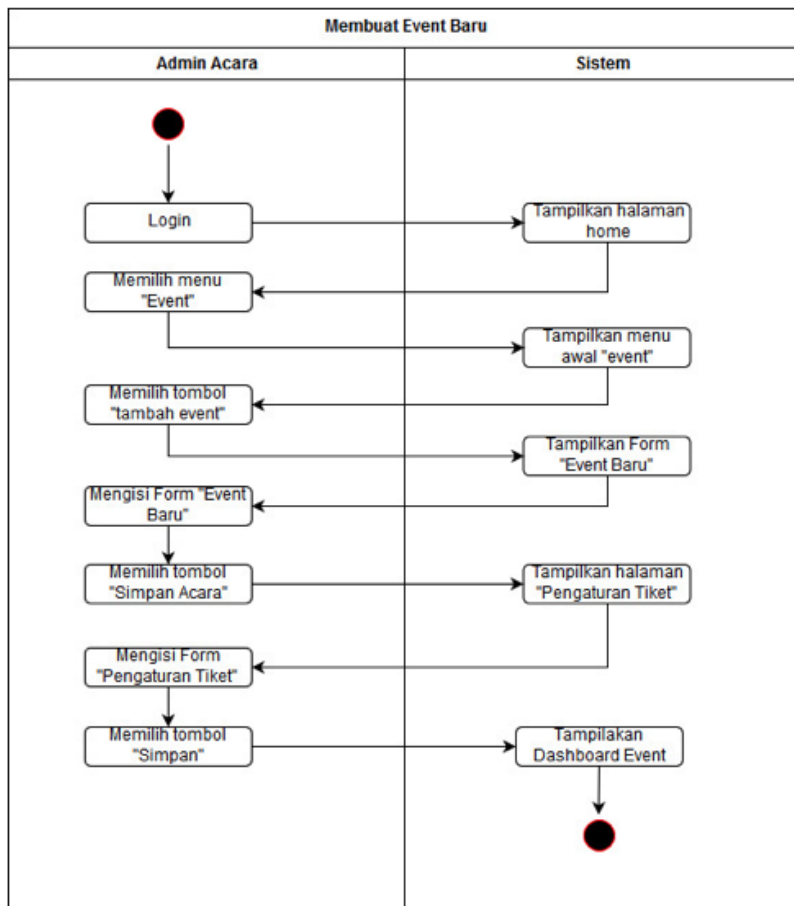 Membuat Event Baru
Admin Acara
Sistem
Login
Tampilkan halaman
home
Memilih menu
"Event"
Tampilkan menu
awal "event"
Memilih tombol
"tambah event"
Tampilkan Form
"Event Baru"
Mengisi Form "Event
Baru"
Memilih tombol
"Simpan Acara"
Tampilkan halaman
"Pengaturan Tiket"
Mengisi Form
"Pengaturan Tiket"
Memilih tombol
"Simpan"
Tampilakan
Dashboard Event